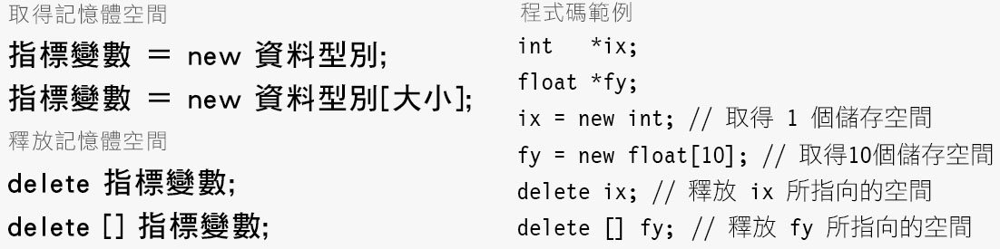 取得記憶體空間
指標變數 = new 資料型別;
指標變數 = new 資料型別[大小];
釋放記憶體空間
delete 指標變數;
delete [] 指標變數;
程式碼範例
int   *ix;
float *fy;
ix = new int; // 取得 1 個儲存空間
fy = new float[10]; // 取得10個儲存空間
delete ix; // 釋放 ix 所指向的空間
delete [] fy; // 釋放 fy 所指向的空間